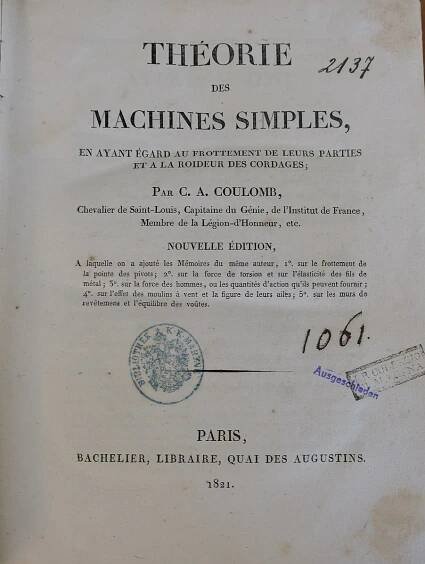 THÉORIE
2137
DES
MACHINES SIMPLES,
EN AYANT ÉGARD AU FROTTEMENT DE LEURS PARTIES
ET A LA ROIDEUR DES CORDAGES;
PAR C. A. COULOMB,
Chevalier de Saint-Louis, Capitaine du Génie, de l'Institut de France,
Membre de la Légion-d'Honneur, etc.
NOUVELLE ÉDITION,
A laquelle on a ajouté les Mémoires du même auteur, 1°. sur le frottement de
la pointe des pivots; 2°. sur la force de torsion et sur l'élasticité des fils de
métal; 3°. sur la force des hommes, ou les quantités d'action qu'ils peuvent fournir;
4°. sur l'effet des moulins à vent et la figure de leurs ailes; 5°. sur les murs de
revêtemens et l'équilibre des voûtes.
1061.
Ausgeschieden
PARIS,
BACHELIER, LIBRAIRE, QUAI DES AUGUSTINS.
1821.